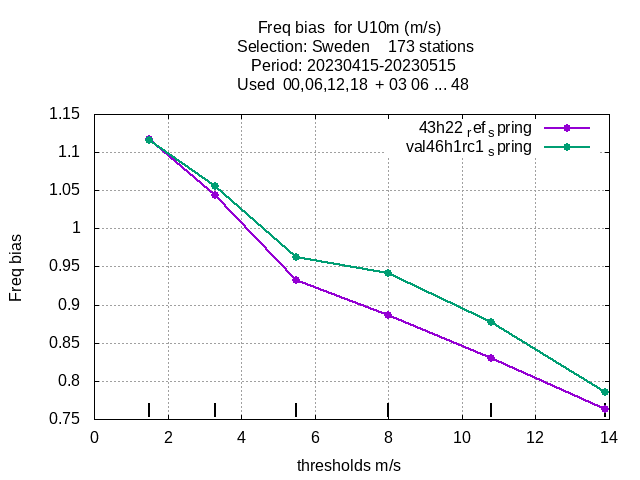 Freq bias  for U10m (m/s)
Selection: Sweden    173 stations
Period: 20230415-20230515
Used  00,06,12,18  + 03 06 ... 48
43h22 ref spring
val46h1rc1 spring
1.15
1.1
1.05
1
0.95
0.9
0.85
0.8
0.75
Freq bias
0 2 4 6 8 10 12 14
thresholds m/s